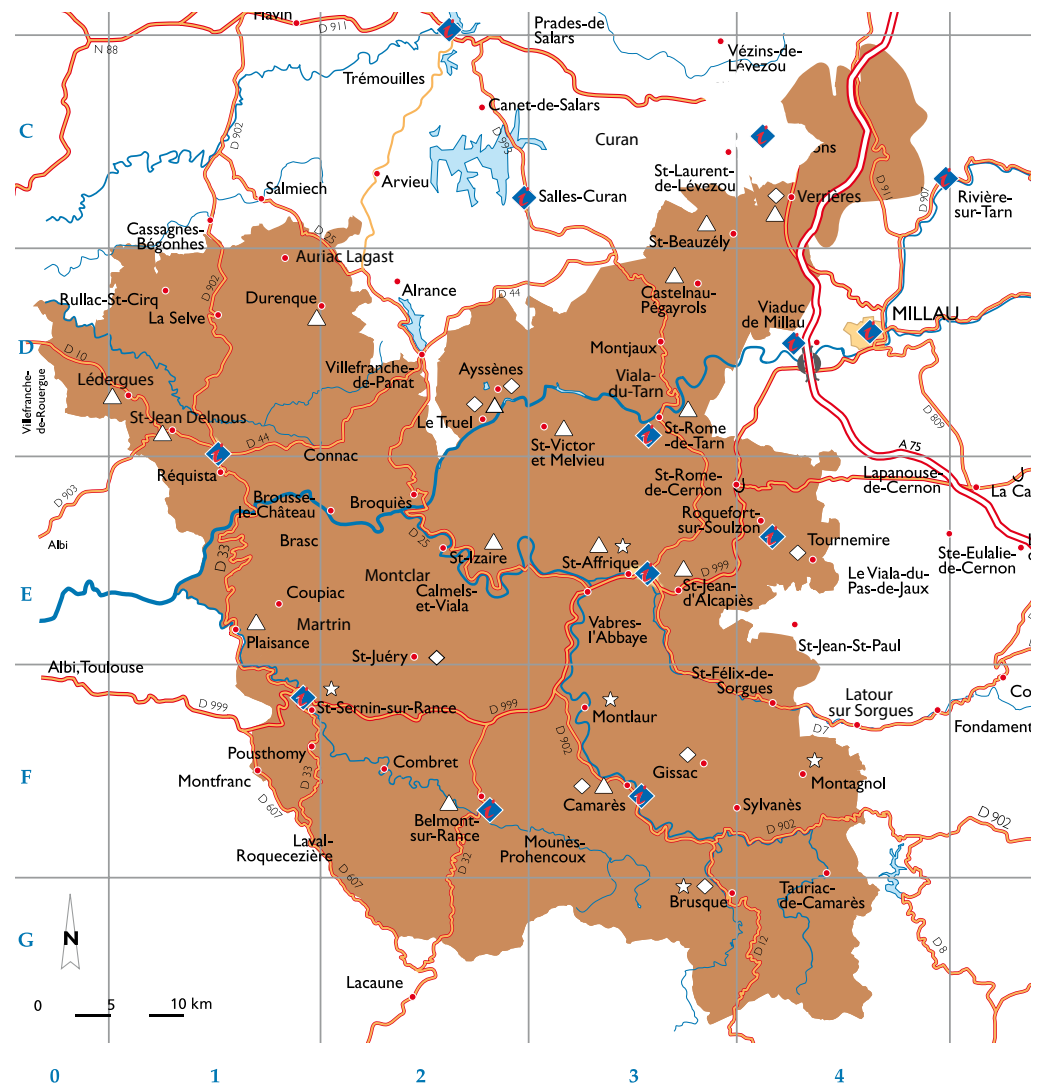 Flavin
D 911
Prades-de
Salars
N 88
Vézins-de-
Lévezou
Trémouilles
Canet-de-Salars
C
D 902
D 993
Curan
ons
St-Laurent-
de-Lévezou
D 911
D 907
Arvieu
Salmiech
Salles-Curan
Verrières
Rivière-
sur-Tarn
Cassagnes-
Bégonhes
D 25
St-Beauzély
Auriac Lagast
D 902
Rullac-St-Cirq
Durenque
Alrance
D 44
Castelnau-
Pégayrols
La Selve
Viaduc
de Millau
MILLAU
D
D 10
Montjaux
Villefranche-
de-Panat
Ayssènes
Viala-
du-Tarn
Lédergues
Villefranche-
de-Rouergue
St-Jean Delnous
Le Truel
St-Victor
et Melvieu
St-Rome
-de-Tarn
D 809
D 44
Connac
A 75
Réquista
St-Rome-
de-Cernon
Lapanouse-
de-Cernon
La Ca
D 903
Brousse-
le-Château
Broquiès
Roquefort-
sur-Soulzon
Albi
D 33
Brasc
D 25
St-Izaire
St-Affrique
Tournemire
Ste-Eulalie-
de-Cernon
D 999
E
Montclar
Calmels-
et-Viala
St-Jean-
d'Alcapiès
Le Viala-du-
Pas-de-Jaux
Coupiac
Martrin
Vabres-
l'Abbaye
Plaisance
St-Jean-St-Paul
St-Juéry
Albi,Toulouse
St-Félix-de-
Sorgues
Latour
sur Sorgues
Co
D 999
St-Sernin-sur-Rance
D 999
Montlaur
D7
Fondament
Pousthomy
D 902
F
Montfranc
D 33
Combret
Gissac
Montagnol
D 607
Camarès
Sylvanès
Belmont-
sur-Rance
D 902
D 902
Laval-
Roquecezière
D 32
Mounès-
Prohencoux
D 607
Brusque
Tauriac-
de-Camarès
G
N
D 12
D 8
Lacaune
0 5 10 km
0 1 2 3 4